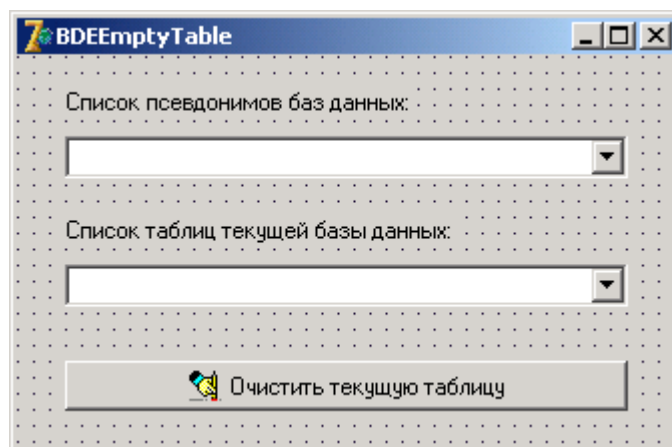 BDEEmptyTable
Список псевдонимов баз данных:
Список таблиц текущей базы данных:
Очистить текущую таблицу